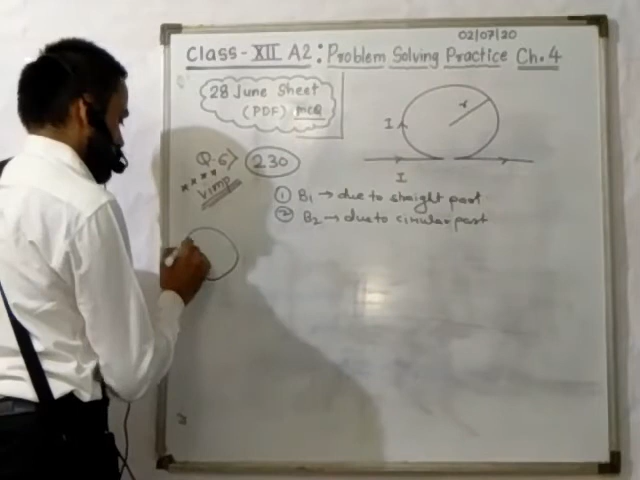 02/07/20
Class - XII A2 : Problem Solving Practice Ch. 4
28 June Sheet
(PDF) MCQ
r
I
I
Q.6> 230
****
V.imp
① B₁ → due to straight part
② B₂ → due to circular part